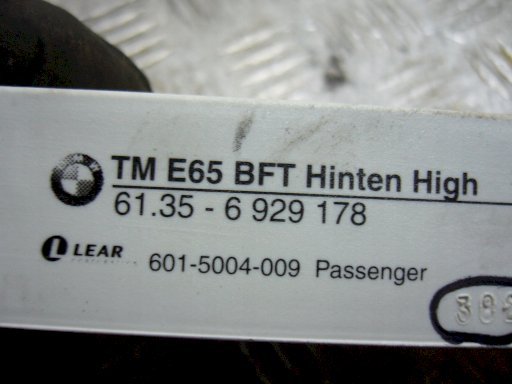 TM E65 BFT Hinten High
61.35 - 6 929 178
LEAR
601-5004-009 Passenger